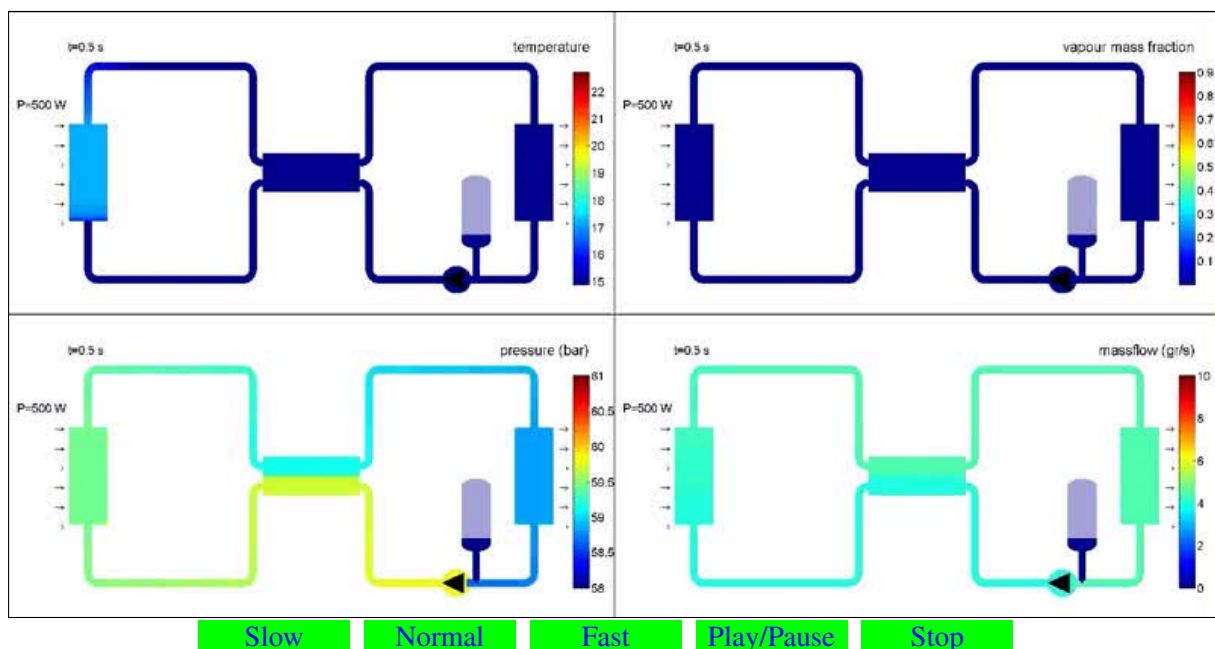 t=0.5 s
temperature
P=500 W
22
21
20
19
18
17
16
15
t=0.5 s
vapour mass fraction
P=500 W
0.9
0.8
0.7
0.6
0.5
0.4
0.3
0.2
0.1
t=0.5 s
pressure (bar)
P=500 W
61
60.5
60
59.5
59
58.5
58
t=0.5 s
massflow (gr/s)
P=500 W
10
8
6
4
2
0
Slow Normal Fast Play/Pause Stop